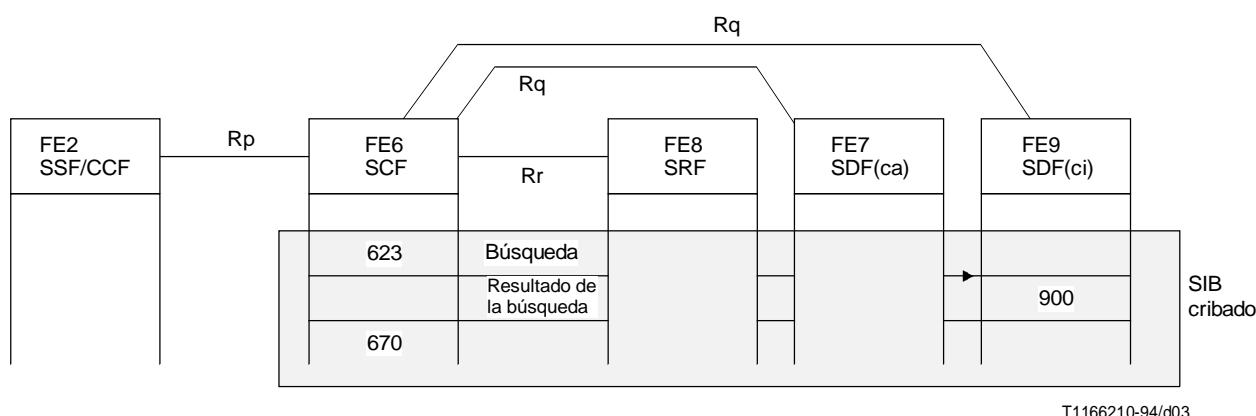 Rq
Rq
FE2
SSF/CCF
Rp
FE6
SCF
Rr
FE8
SRF
FE7
SDF(ca)
FE9
SDF(ci)
623
Búsqueda
Resultado de
la búsqueda
900
670
SIB
cribado
T1166210-94/d03